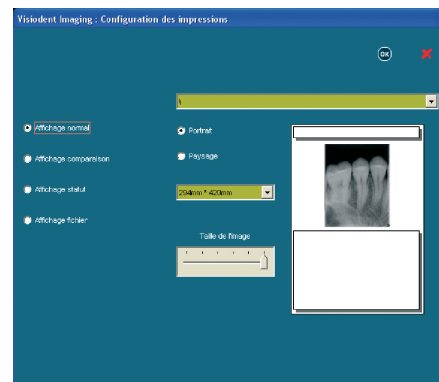 Visiodent Imaging : Configuration des impressions
OK
\
Affichage normal
Portrait
Affichage comparaison
Paysage
Affichage statut
294mm * 420mm
Affichage fichier
Taille de l'image